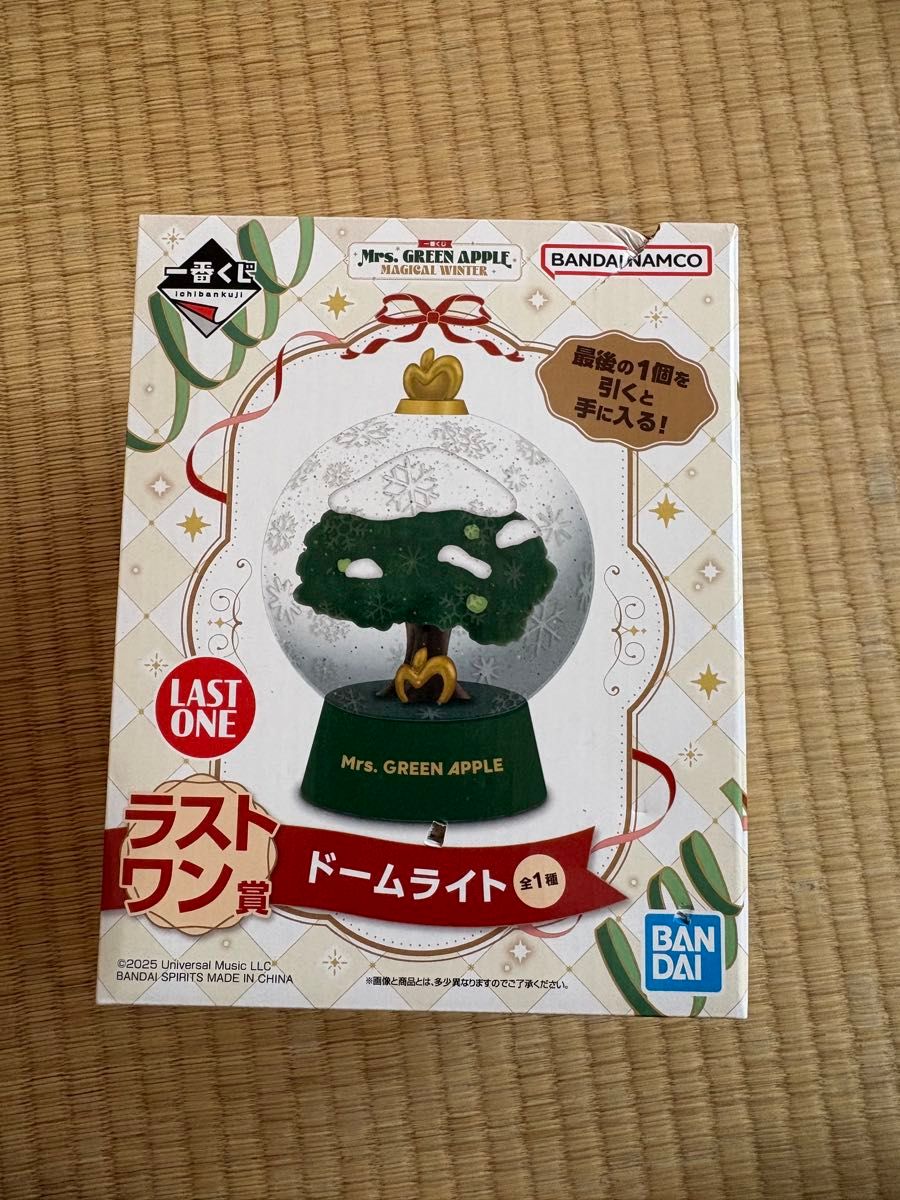 一番くじ
ichibankuji
一番くじ
Mrs. GREEN APPLE
MAGICAL WINTER
BANDAI NAMCO
最後の1個を
引くと
手に入る!
Mrs. GREEN APPLE
LAST
ONE
ラスト
ワン賞
ドームライト
全1種
BAN
DAI
©2025 Universal Music LLC
BANDAI SPIRITS MADE IN CHINA
※画像と商品とは、多少異なりますのでご了承ください。